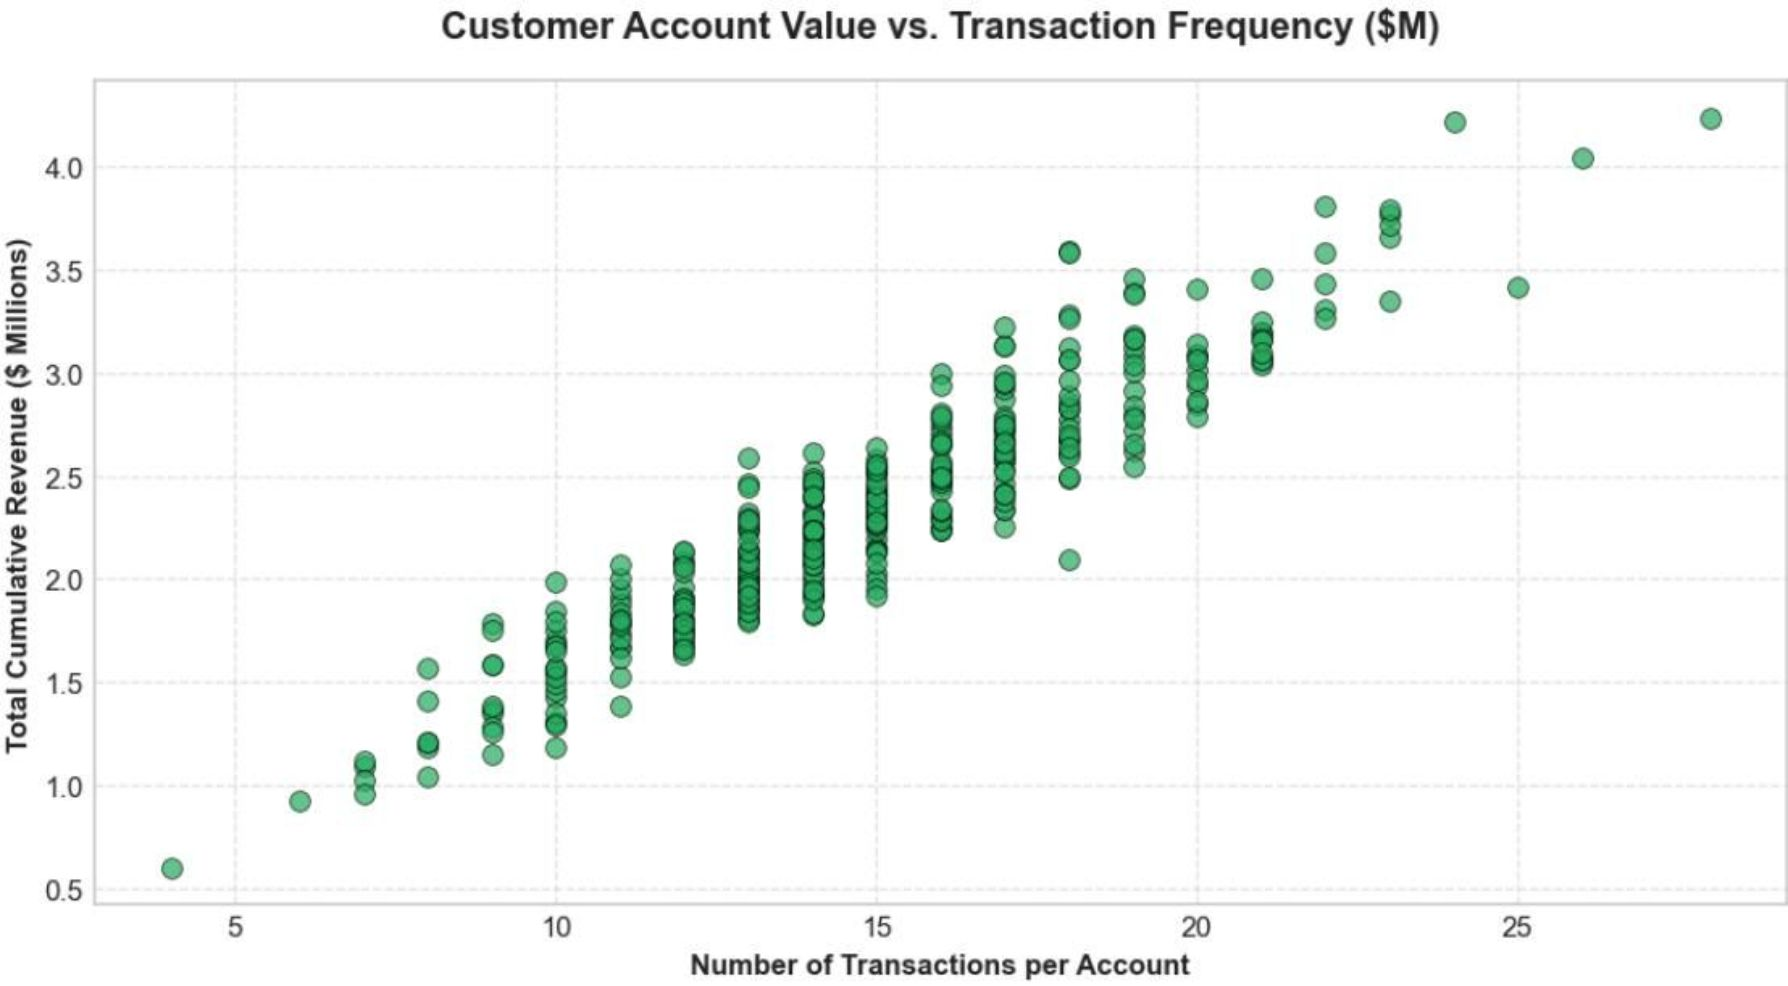 Customer Account Value vs. Transaction Frequency ($M)
Total Cumulative Revenue ($ Millions)
4.0
3.5
3.0
2.5
2.0
1.5
1.0
0.5
5 10 15 20 25
Number of Transactions per Account